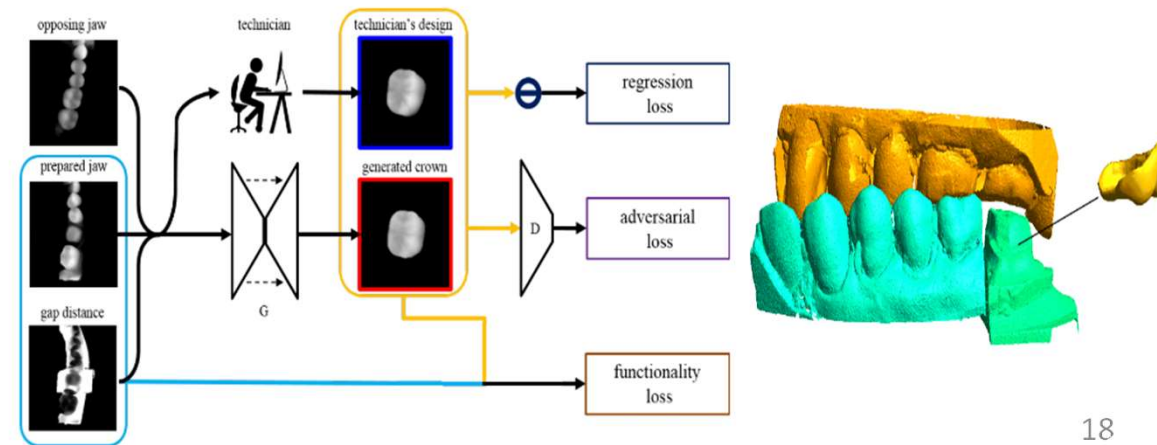 opposing jaw
technician
technician's design
regression
loss
prepared jaw
generated crown
D
adversarial
loss
G
gap distance
functionality
loss
18